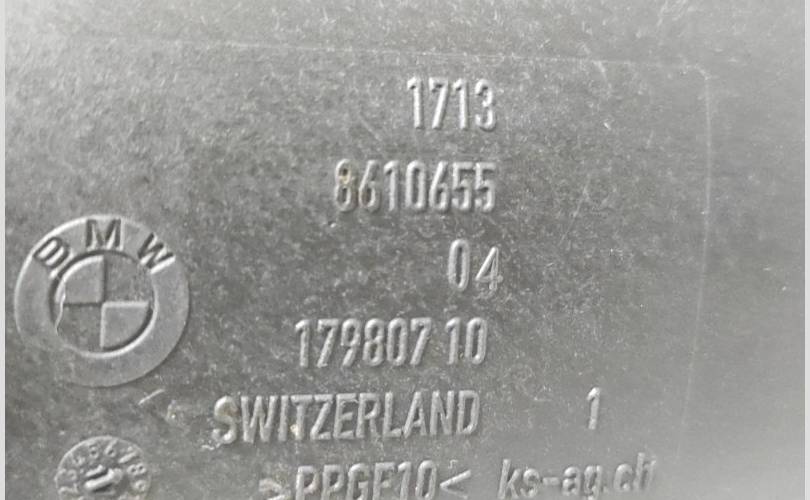 1713
8610655
04
179807 10
BMW
SWITZERLAND 1
>PPGF10< ks-ag.ch